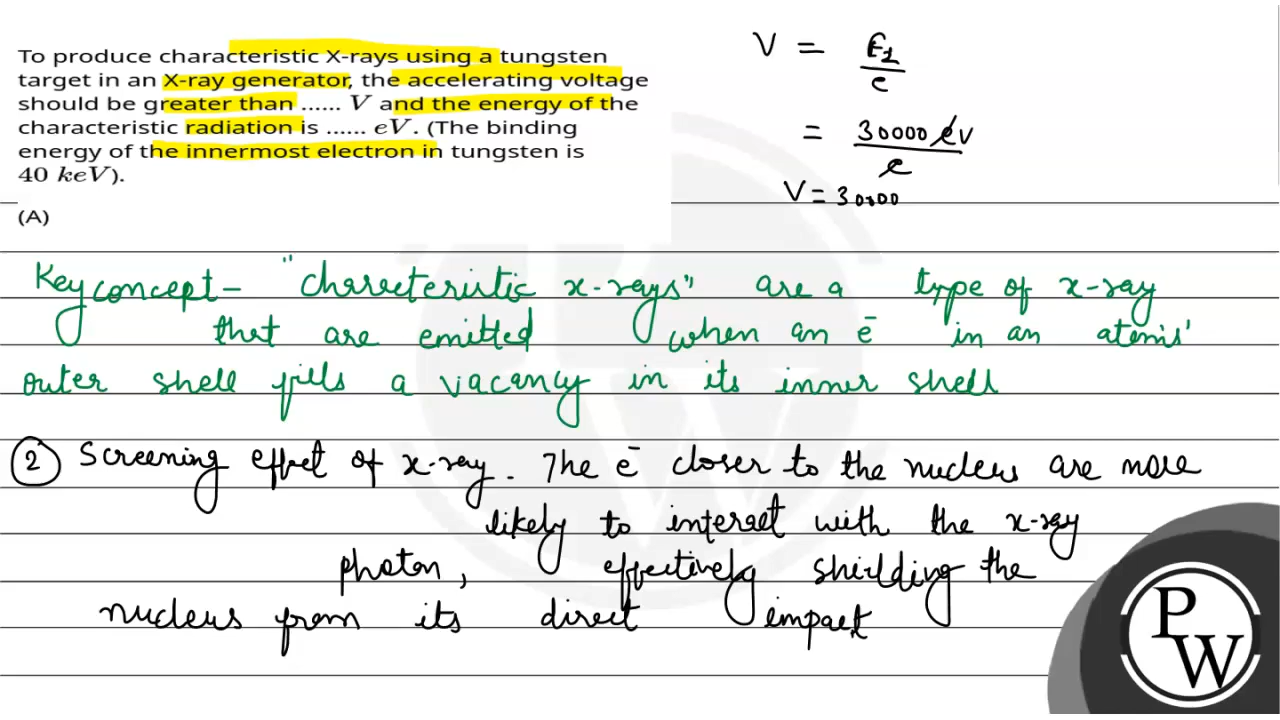 To produce characteristic X-rays using a tungsten
target in an X-ray generator, the accelerating voltage
should be greater than ...... V and the energy of the
characteristic radiation is ...... eV. (The binding
energy of the innermost electron in tungsten is
40 keV).
(A)
V = E₁/e
= 30000 eV/e
V = 30000
Key concept - "characteristic x-rays" are a type of x-ray
that are emitted when an ē in an atoms'
outer shell fills a vacancy in its inner shell
② Screening effect of x-ray. The ē closer to the nucleus are more
likely to interact with the x-ray
photon, effectively shielding the
nucleus from its direct impact
PW